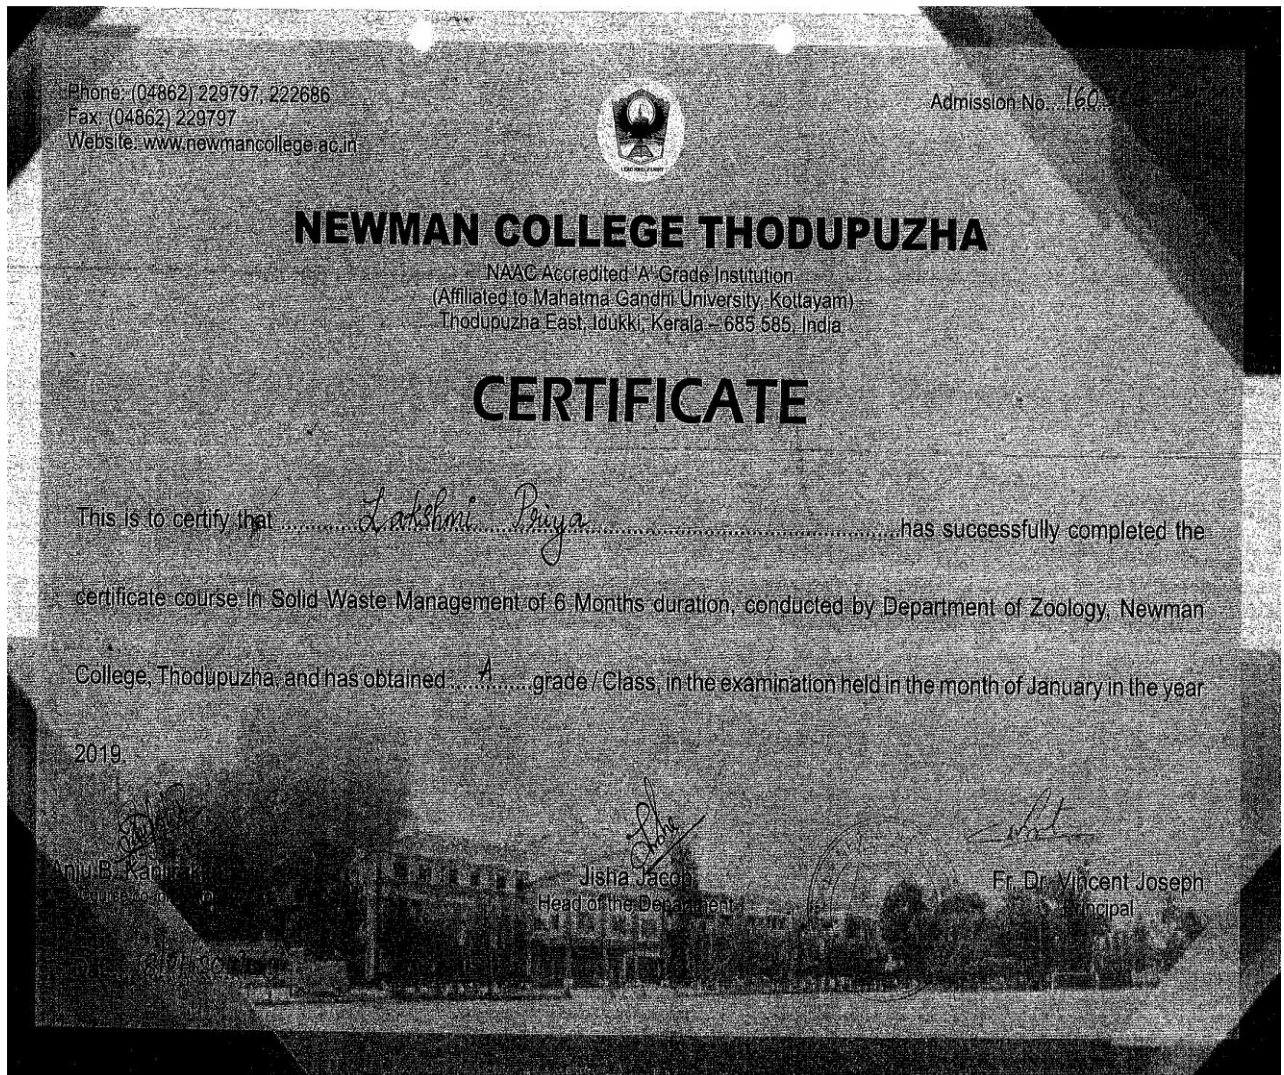 Phone: (04862) 229797, 222686
Fax: (04862) 229797
Website: www.newmancollege.ac.in
Admission No....160
NEWMAN COLLEGE THODUPUZHA
NAAC Accredited 'A' Grade Institution
(Affiliated to Mahatma Gandhi University, Kottayam)
Thodupuzha East, Idukki, Kerala – 685 585, India
CERTIFICATE
This is to certify that Lakshmi Priya has successfully completed the
certificate course in Solid Waste Management of 6 Months duration, conducted by Department of Zoology, Newman
College, Thodupuzha, and has obtained A grade / Class, in the examination held in the month of January in the year
2019.
Anju B.
Jisha Jacob
Head of the Department
Fr. Dr. Vincent Joseph
Principal